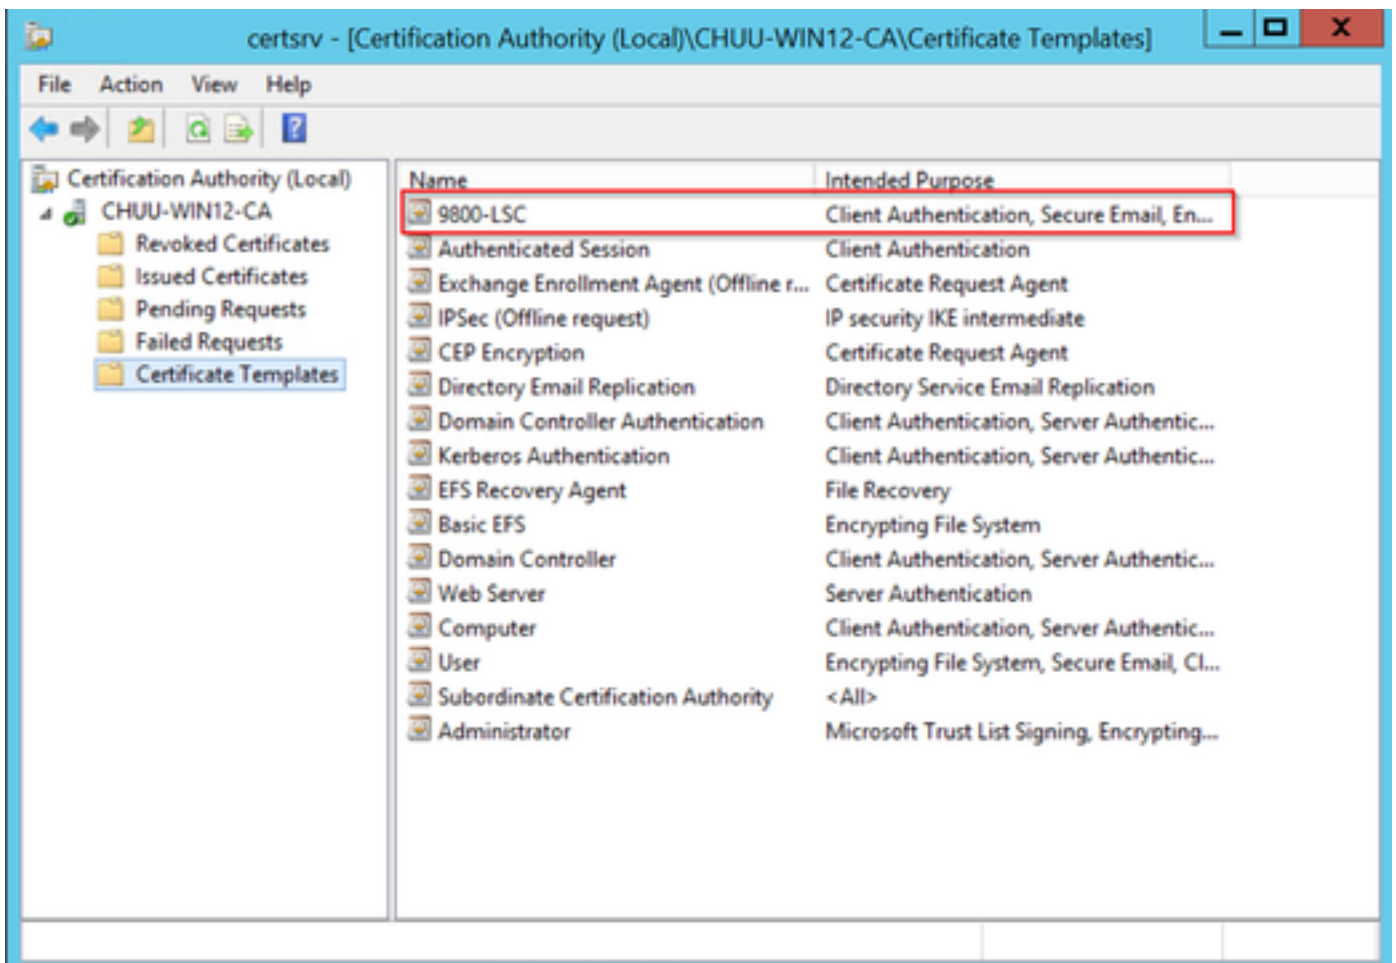 certsrv - [Certification Authority (Local)\CHUU-WIN12-CA\Certificate Templates]
File Action View Help
Certification Authority (Local)
CHUU-WIN12-CA
Revoked Certificates
Issued Certificates
Pending Requests
Failed Requests
Certificate Templates
Name Intended Purpose
9800-LSC Client Authentication, Secure Email, En...
Authenticated Session Client Authentication
Exchange Enrollment Agent (Offline r... Certificate Request Agent
IPSec (Offline request) IP security IKE intermediate
CEP Encryption Certificate Request Agent
Directory Email Replication Directory Service Email Replication
Domain Controller Authentication Client Authentication, Server Authentic...
Kerberos Authentication Client Authentication, Server Authentic...
EFS Recovery Agent File Recovery
Basic EFS Encrypting File System
Domain Controller Client Authentication, Server Authentic...
Web Server Server Authentication
Computer Client Authentication, Server Authentic...
User Encrypting File System, Secure Email, Cl...
Subordinate Certification Authority <All>
Administrator Microsoft Trust List Signing, Encrypting...